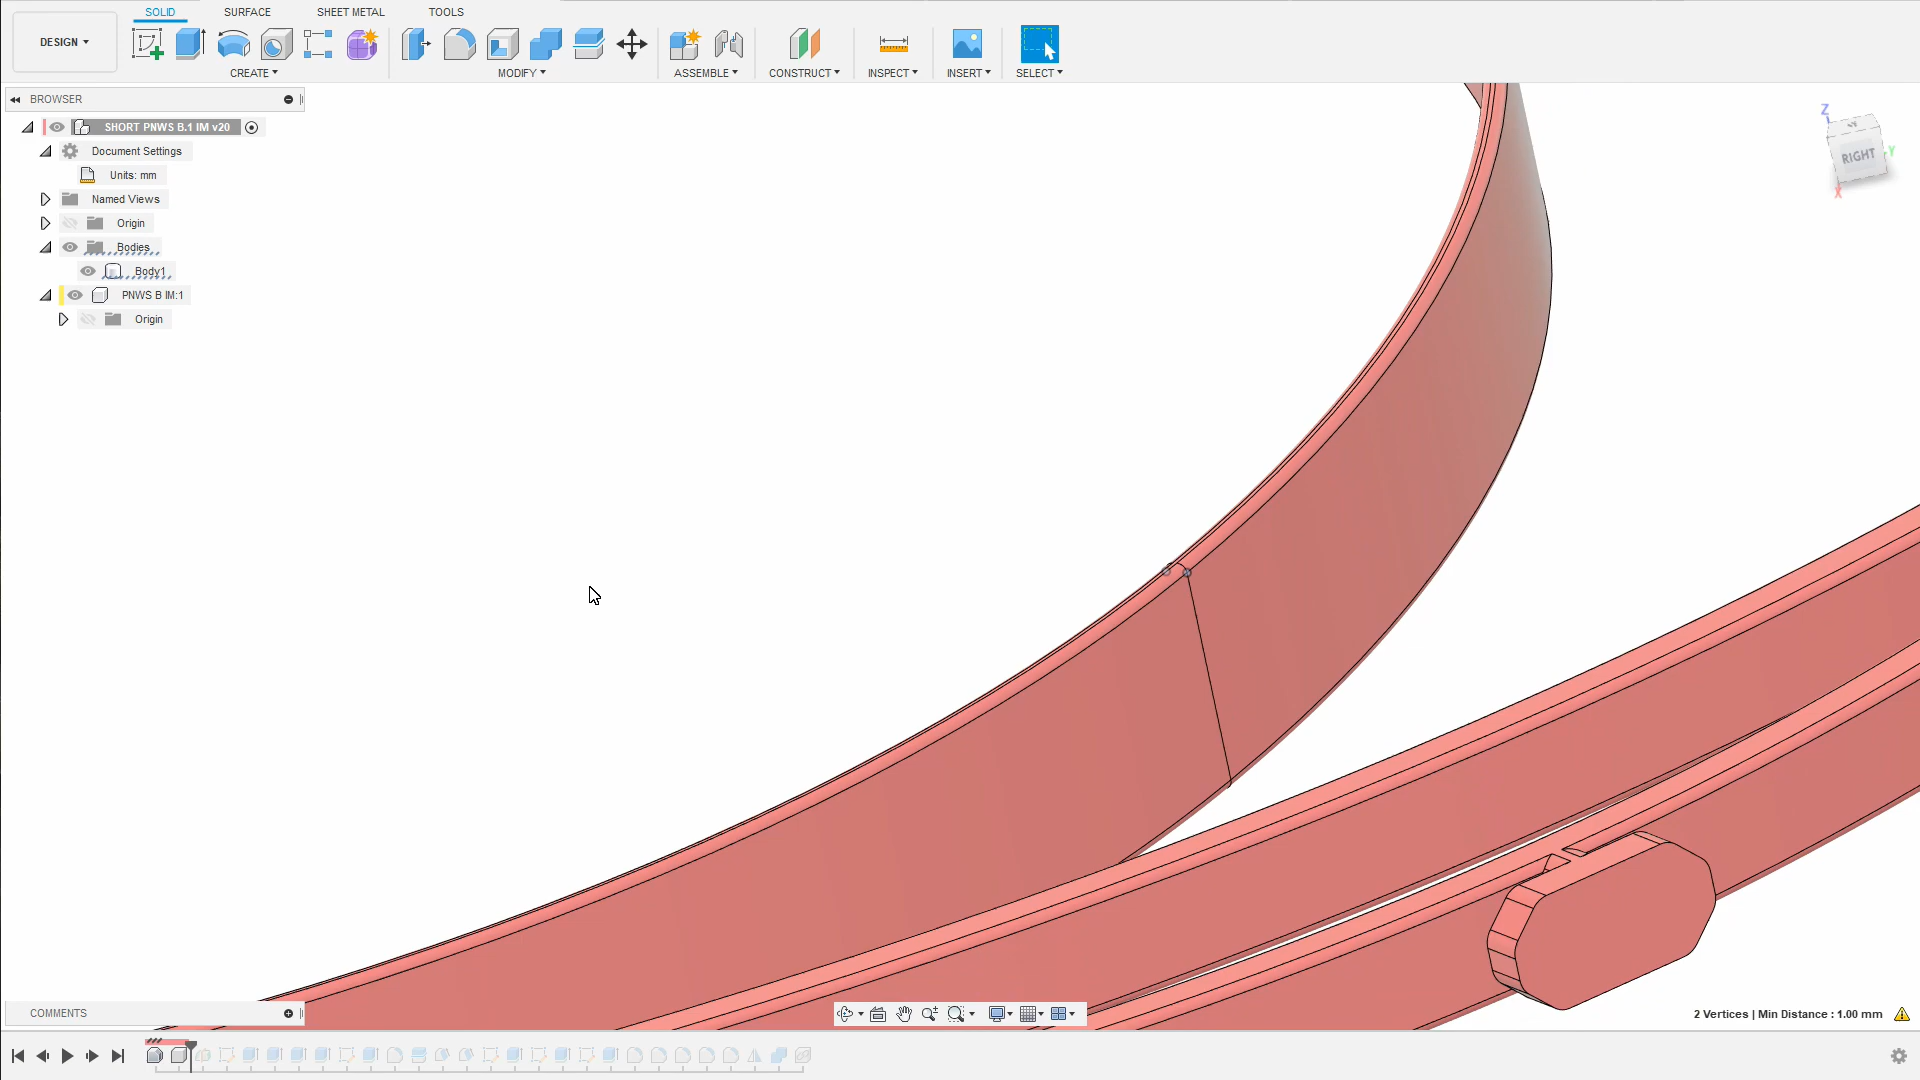 SOLID SURFACE SHEET METAL TOOLS
DESIGN
CREATE MODIFY ASSEMBLE CONSTRUCT INSPECT INSERT SELECT
BROWSER
SHORT PNWS B.1 IM v20
Document Settings
Units: mm
Named Views
Origin
Bodies
Body1
PNWS B IM:1
Origin
Z
RIGHT
Y
X
COMMENTS
2 Vertices | Min Distance : 1.00 mm